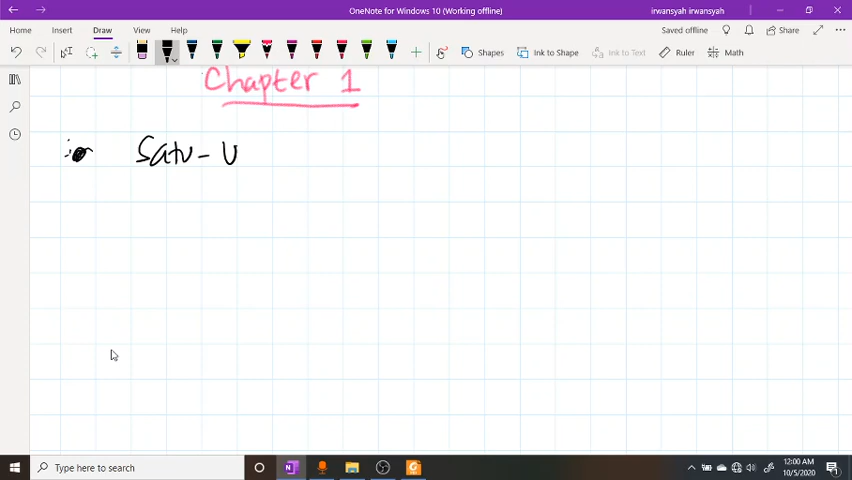 OneNote for Windows 10 (Working offline)
irwansyah irwansyah
Home Insert Draw View Help
Saved offline Share
Shapes Ink to Shape Ink to Text Ruler Math
Chapter 1
Satu - U
Type here to search
12:00 AM
10/5/2020